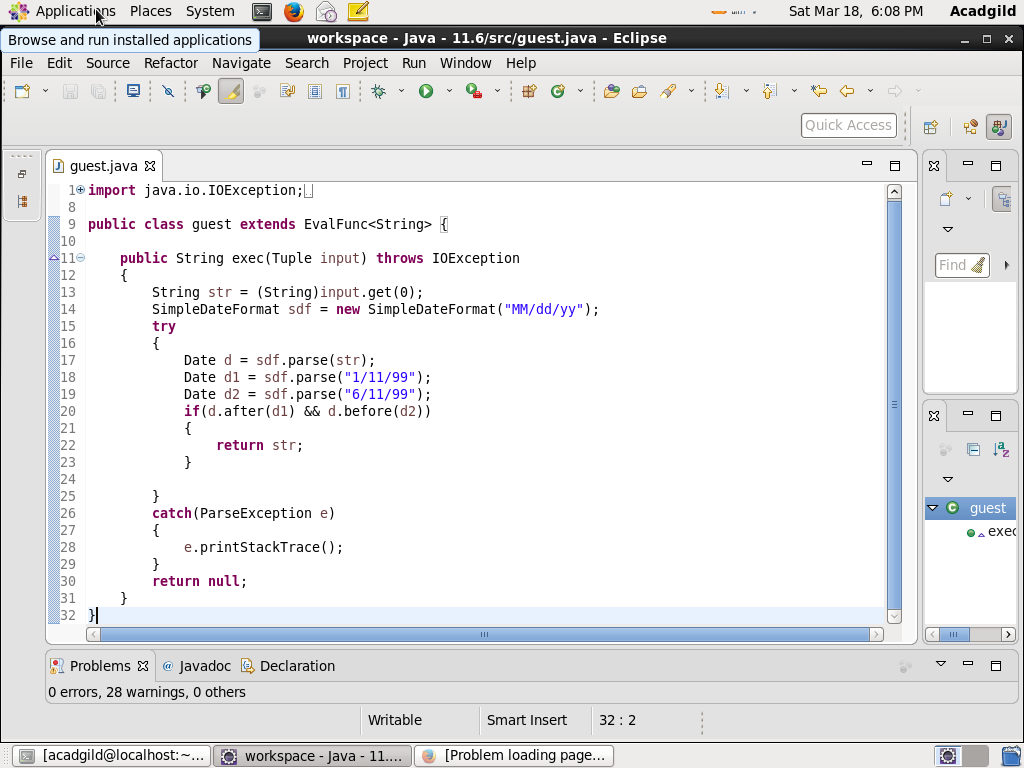 Applications Places System Sat Mar 18, 6:08 PM Acadgild
Browse and run installed applications
workspace - Java - 11.6/src/guest.java - Eclipse
File Edit Source Refactor Navigate Search Project Run Window Help
Quick Access
guest.java
1 import java.io.IOException;
8
9 public class guest extends EvalFunc<String> {
10
11 public String exec(Tuple input) throws IOException
12 {
13 String str = (String)input.get(0);
14 SimpleDateFormat sdf = new SimpleDateFormat("MM/dd/yy");
15 try
16 {
17 Date d = sdf.parse(str);
18 Date d1 = sdf.parse("1/11/99");
19 Date d2 = sdf.parse("6/11/99");
20 if(d.after(d1) && d.before(d2))
21 {
22 return str;
23 }
24
25 }
26 catch(ParseException e)
27 {
28 e.printStackTrace();
29 }
30 return null;
31 }
32 }
Find
guest
exec
Problems @ Javadoc Declaration
0 errors, 28 warnings, 0 others
Writable Smart Insert 32 : 2
[acadgild@localhost:~... workspace - Java - 11.... [Problem loading page...